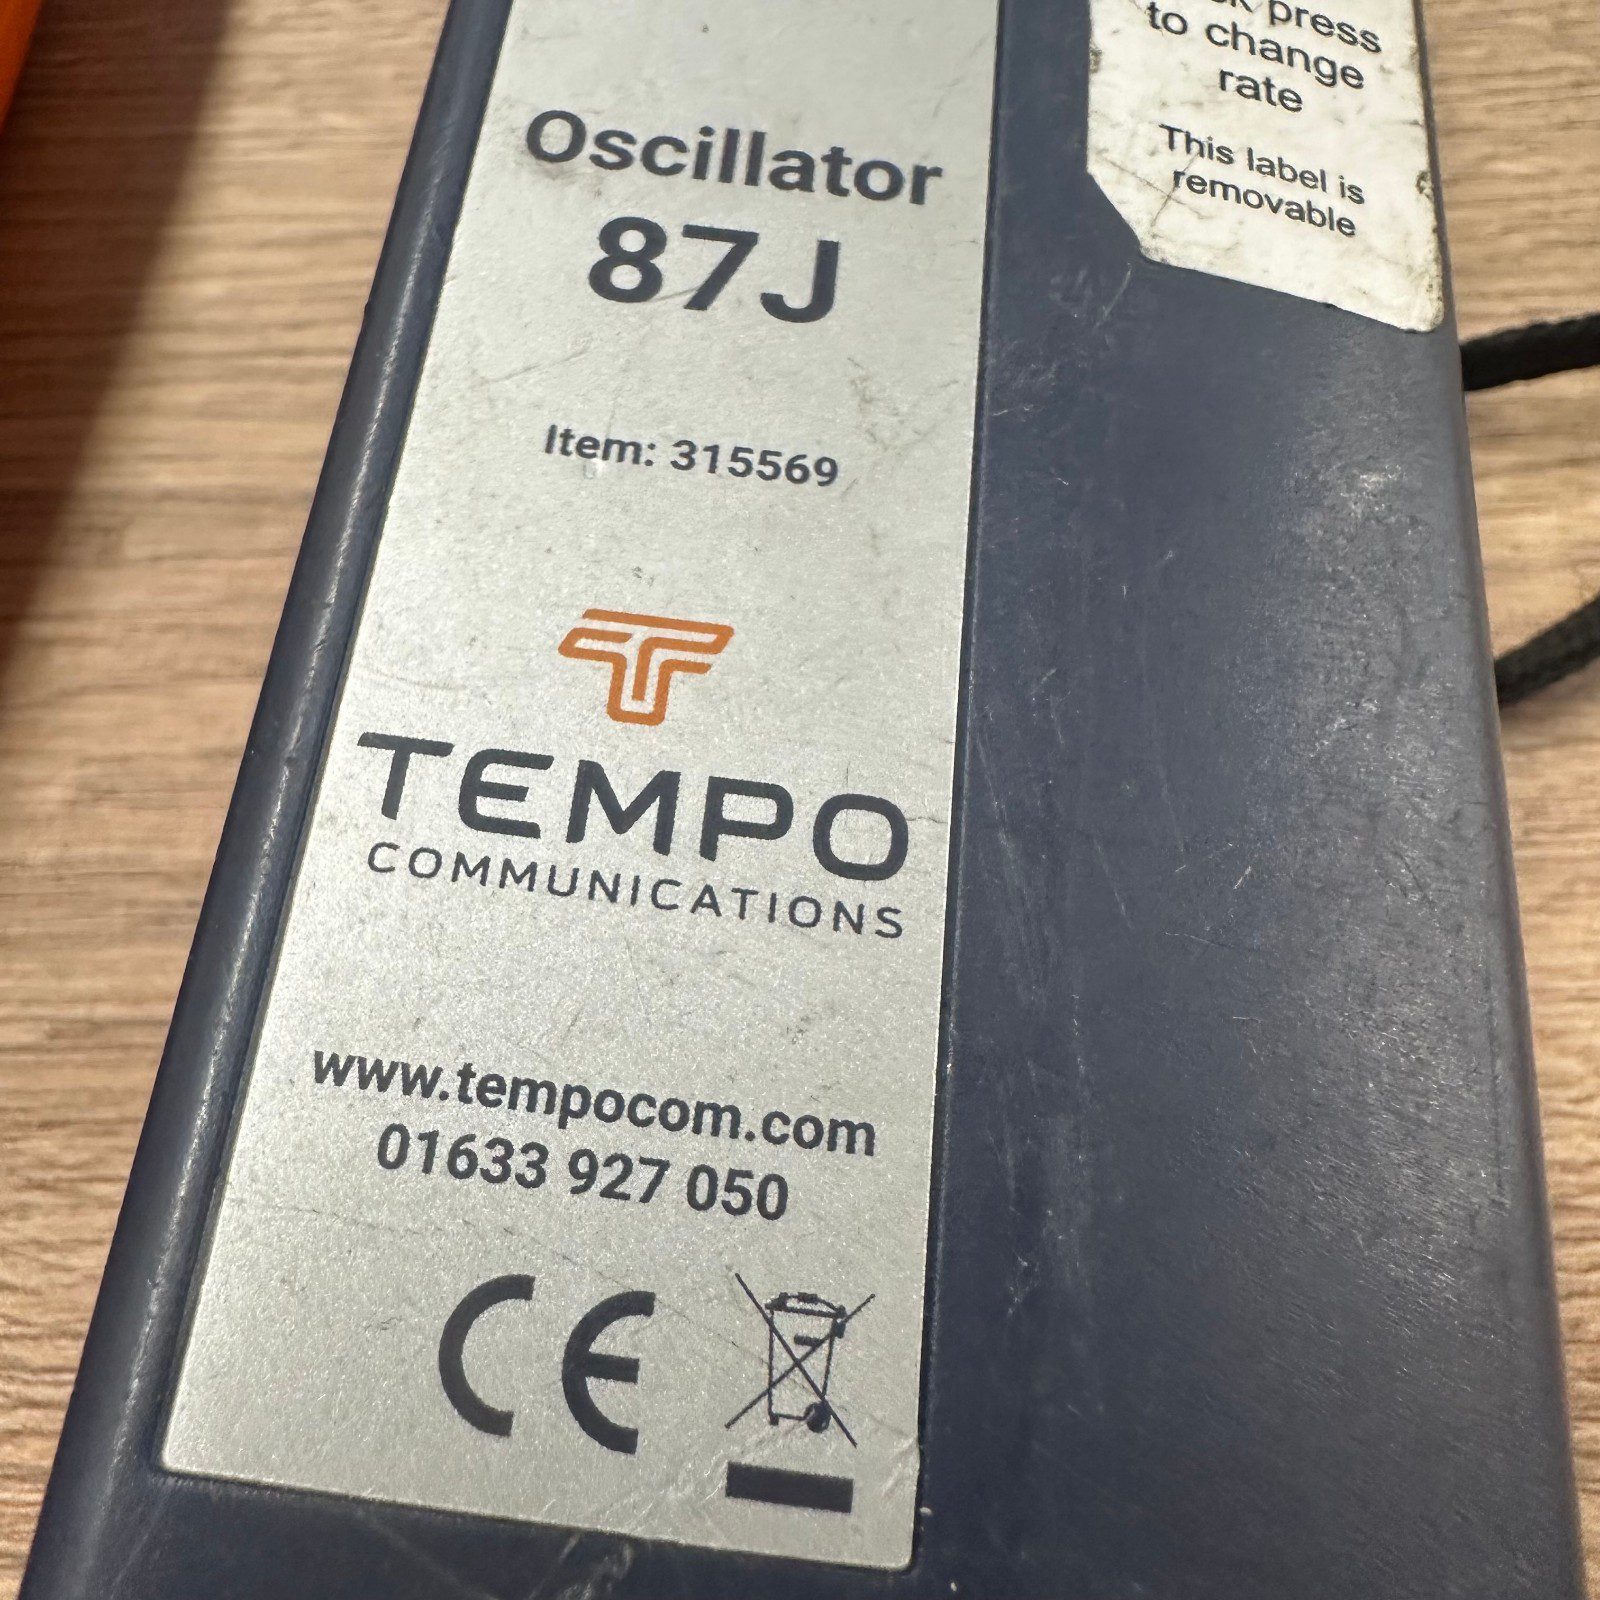 Oscillator
87J
Item: 315569
TEMPO
COMMUNICATIONS
www.tempocom.com
01633 927 050
CE
press
to change
rate
This label is
removable